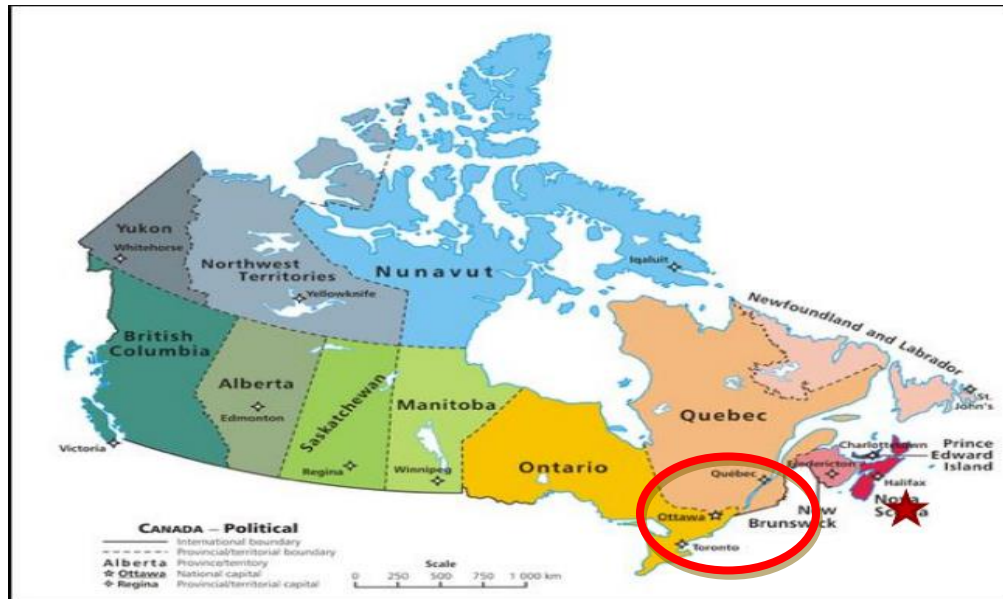 Yukon
Whitehorse
Northwest
Territories
Yellowknife
Nunavut
Iqaluit
British
Columbia
Victoria
Alberta
Edmonton
Saskatchewan
Regina
Manitoba
Winnipeg
Ontario
Ottawa
Toronto
Quebec
Québec
Newfoundland and Labrador
St.
John's
Charlottetown
Prince
Edward
Island
Fredericton
Halifax
Nova
Scotia
New
Brunswick
CANADA – Political
International boundary
Provincial/territorial boundary
Alberta Province/territory
Ottawa National capital
Regina Provincial/territorial capital
Scale
0 250 500 750 1 000 km